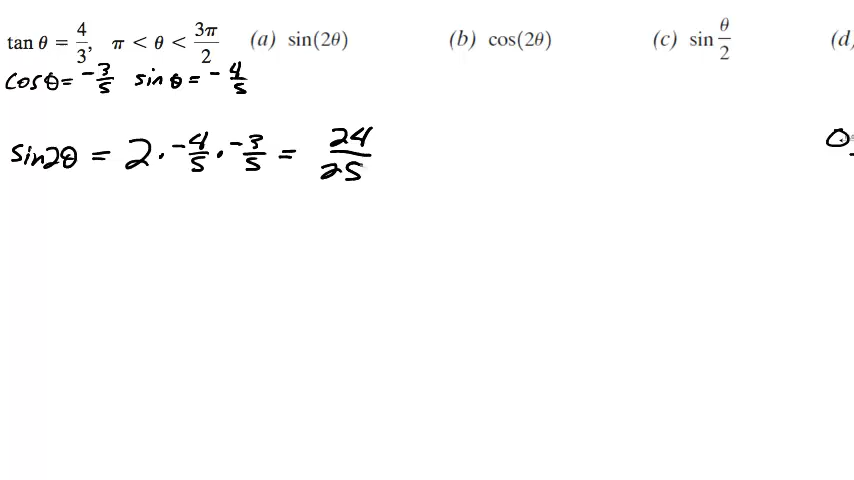 tan θ = 4/3, π < θ < 3π/2 (a) sin(2θ) (b) cos(2θ) (c) sin θ/2 (d)
cosθ = -3/5 sin θ = -4/5
sin2θ = 2 · -4/5 · -3/5 = 24/25